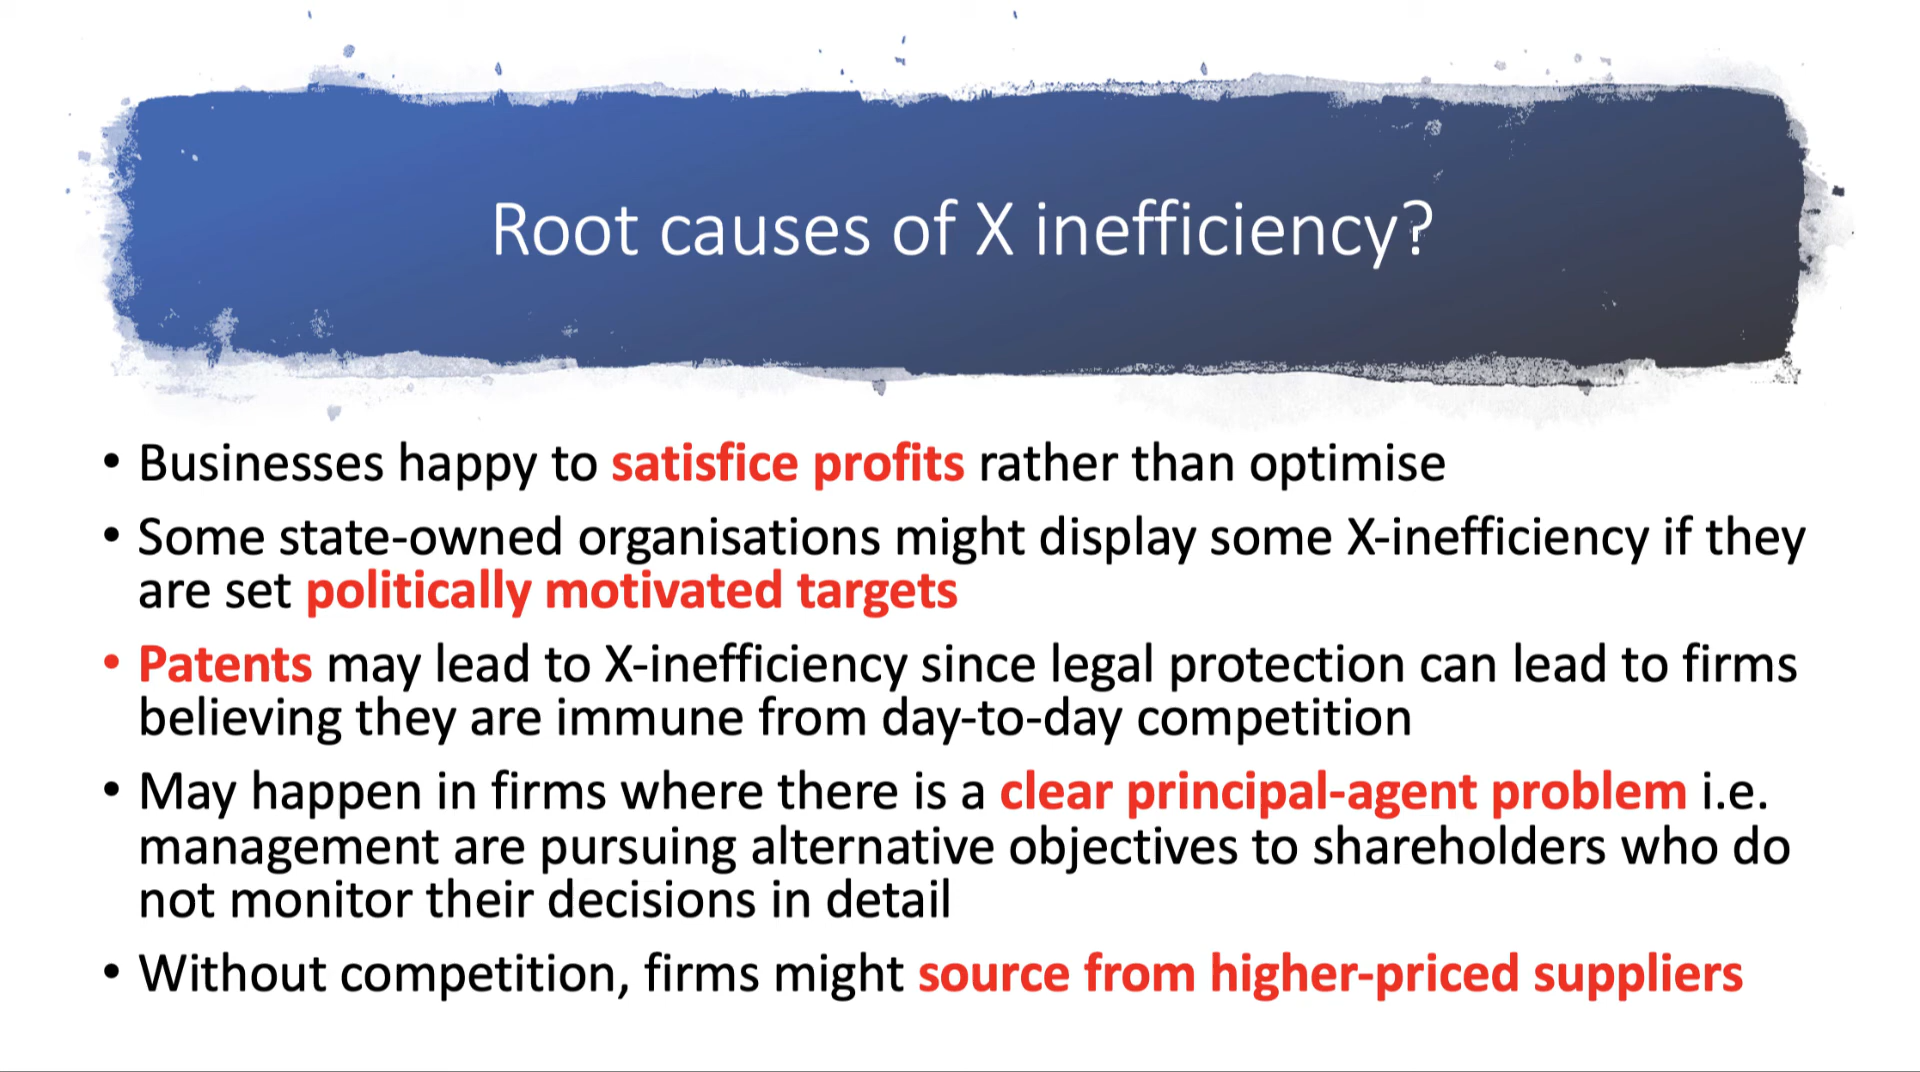 Root causes of X inefficiency?
• Businesses happy to satisfice profits rather than optimise
• Some state-owned organisations might display some X-inefficiency if they
are set politically motivated targets
• Patents may lead to X-inefficiency since legal protection can lead to firms
believing they are immune from day-to-day competition
• May happen in firms where there is a clear principal-agent problem i.e.
management are pursuing alternative objectives to shareholders who do
not monitor their decisions in detail
• Without competition, firms might source from higher-priced suppliers